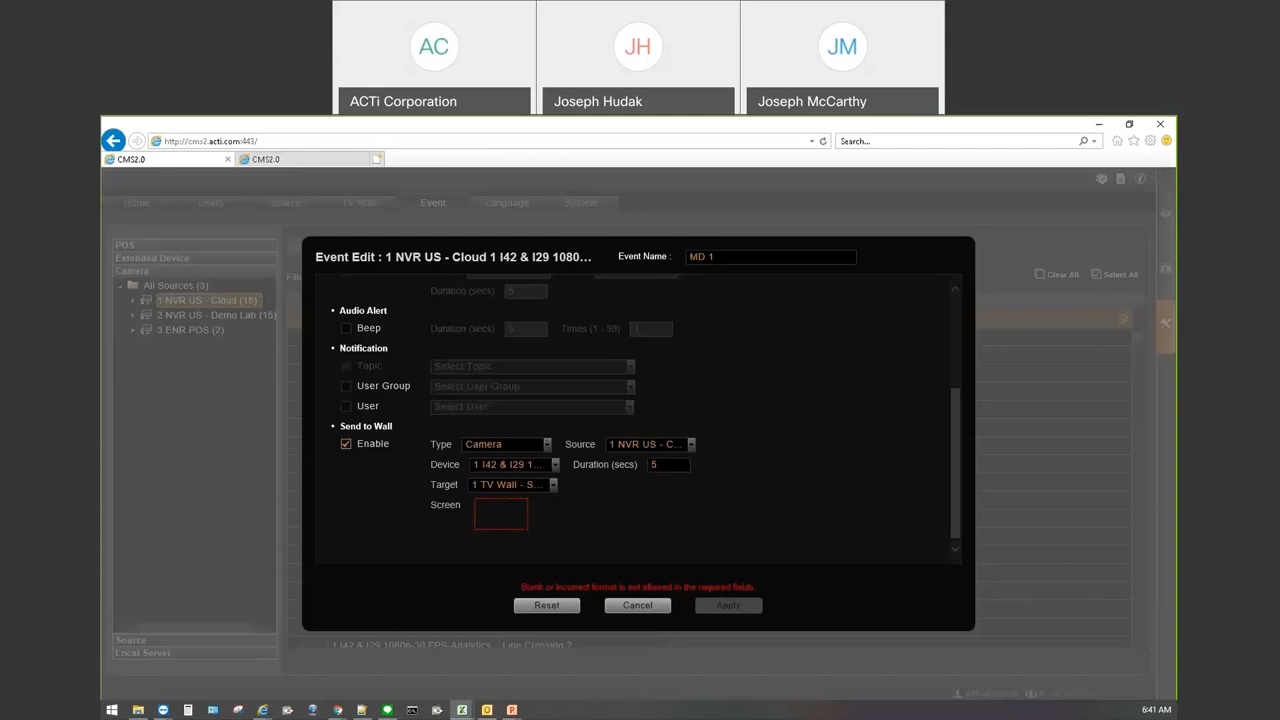 AC
JH
JM
ACTi Corporation
Joseph Hudak
Joseph McCarthy
http://cms2.acti.com:443/
Search...
CMS2.0
CMS2.0
Home
Users
Source
TV Wall
Event
Language
System
POS
Extended Device
Camera
All Sources (3)
1 NVR US - Cloud (18)
2 NVR US - Demo Lab (15)
3 ENR POS (2)
Clear All
Select All
Event Edit : 1 NVR US - Cloud 1 I42 & I29 1080...
Event Name :
MD 1
Duration (secs)
5
Audio Alert
Beep
Duration (secs)
5
Times (1 - 30)
1
Notification
Topic
Select Topic
User Group
Select User Group
User
Select User
Send to Wall
Enable
Type
Camera
Source
1 NVR US - C...
Device
1 I42 & I29 1...
Duration (secs)
5
Target
1 TV Wall - S...
Screen
Blank or incorrect format is not allowed in the required fields.
Reset
Cancel
Apply
Source
Local Server
1 I42 & I29 1080p-30 FPS-Analytics
Line Crossing 2
6:41 AM